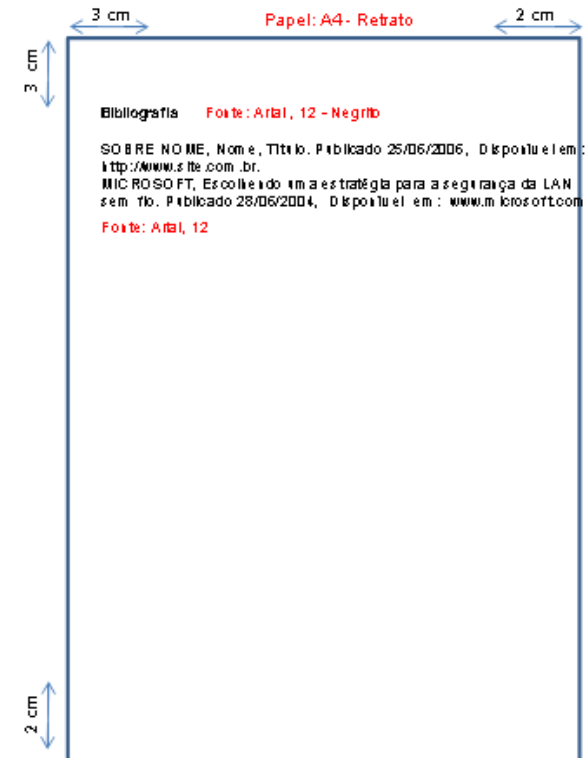 3 cm
Papel: A4 - Retrato
2 cm
3 cm
Bibliografia Fonte: Arial, 12 - Negrito
SOBRE NOME, Nome, Título. Publicado 25/06/2006, Disponivel em:
http://www.site.com.br.
MICROSOFT, Escolhendo uma estratégia para a segurança da LAN
sem fio. Publicado 28/06/2004, Disponivel em: www.microsoft.com
Fonte: Arial, 12
2 cm